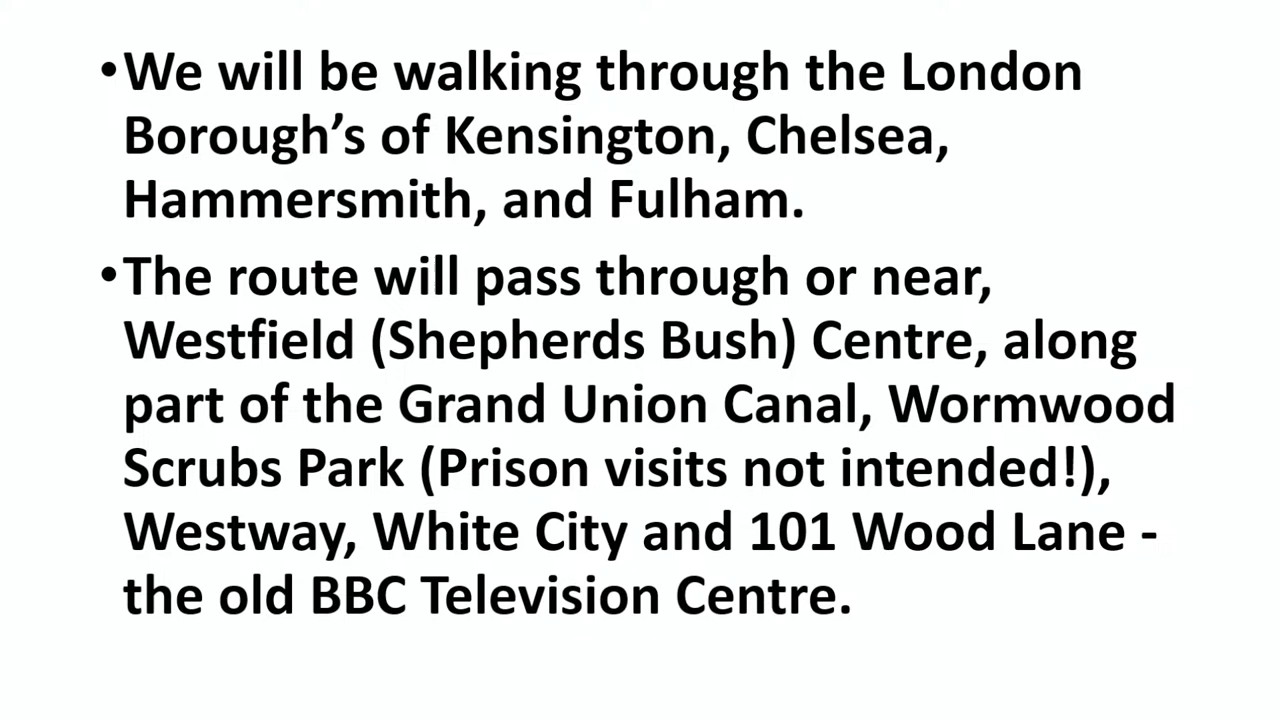 •We will be walking through the London
Borough’s of Kensington, Chelsea,
Hammersmith, and Fulham.
•The route will pass through or near,
Westfield (Shepherds Bush) Centre, along
part of the Grand Union Canal, Wormwood
Scrubs Park (Prison visits not intended!),
Westway, White City and 101 Wood Lane -
the old BBC Television Centre.